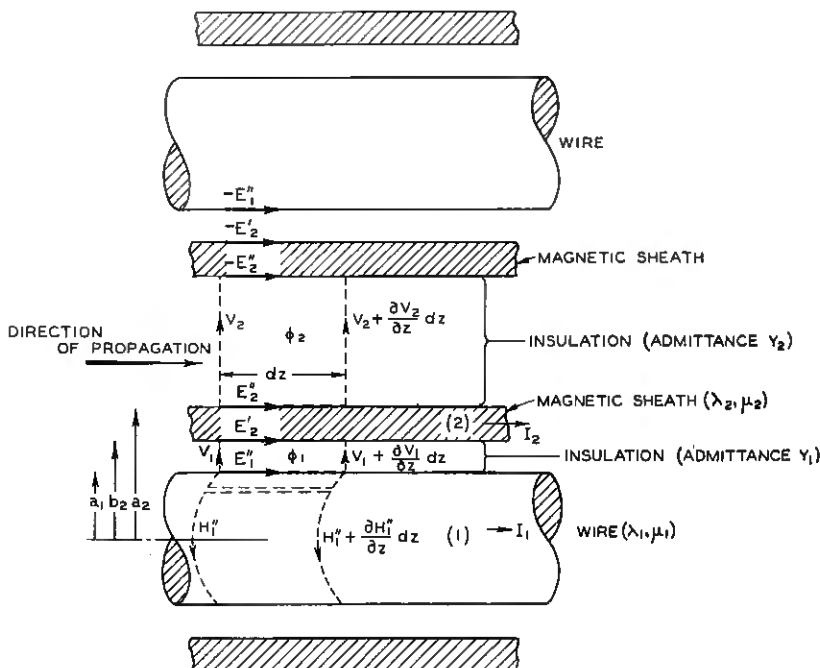 WIRE
-E₁″
-E₂′
-E₂″
MAGNETIC SHEATH
V₂
ϕ₂
V₂ + ∂V₂/∂z dz
DIRECTION
OF PROPAGATION
INSULATION (ADMITTANCE Y₂)
dz
E₂″
MAGNETIC SHEATH (λ₂, μ₂)
E₂′
(2)
I₂
V₁
E₁″
ϕ₁
V₁ + ∂V₁/∂z dz
INSULATION (ADMITTANCE Y₁)
a₁
b₂
a₂
H₁″
H₁″ + ∂H₁″/∂z dz
(1)
I₁
WIRE (λ₁, μ₁)